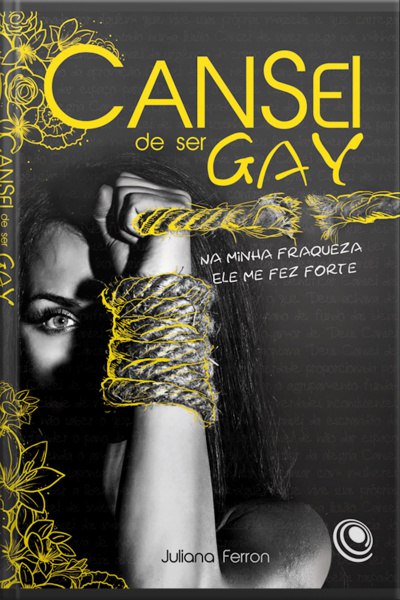 CANSEI
de ser
GAY
NA MINHA FRAQUEZA
ELE ME FEZ FORTE
Juliana Ferron
CANSEI de ser GAY